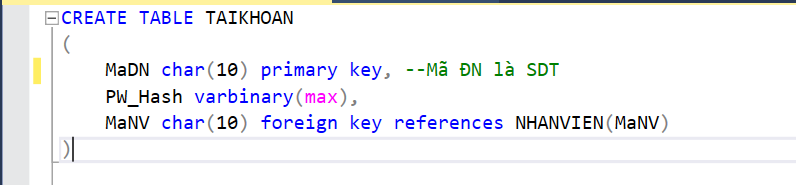 CREATE TABLE TAIKHOAN
(
MaDN char(10) primary key, --Mã ĐN là SDT
PW_Hash varbinary(max),
MaNV char(10) foreign key references NHANVIEN(MaNV)
)